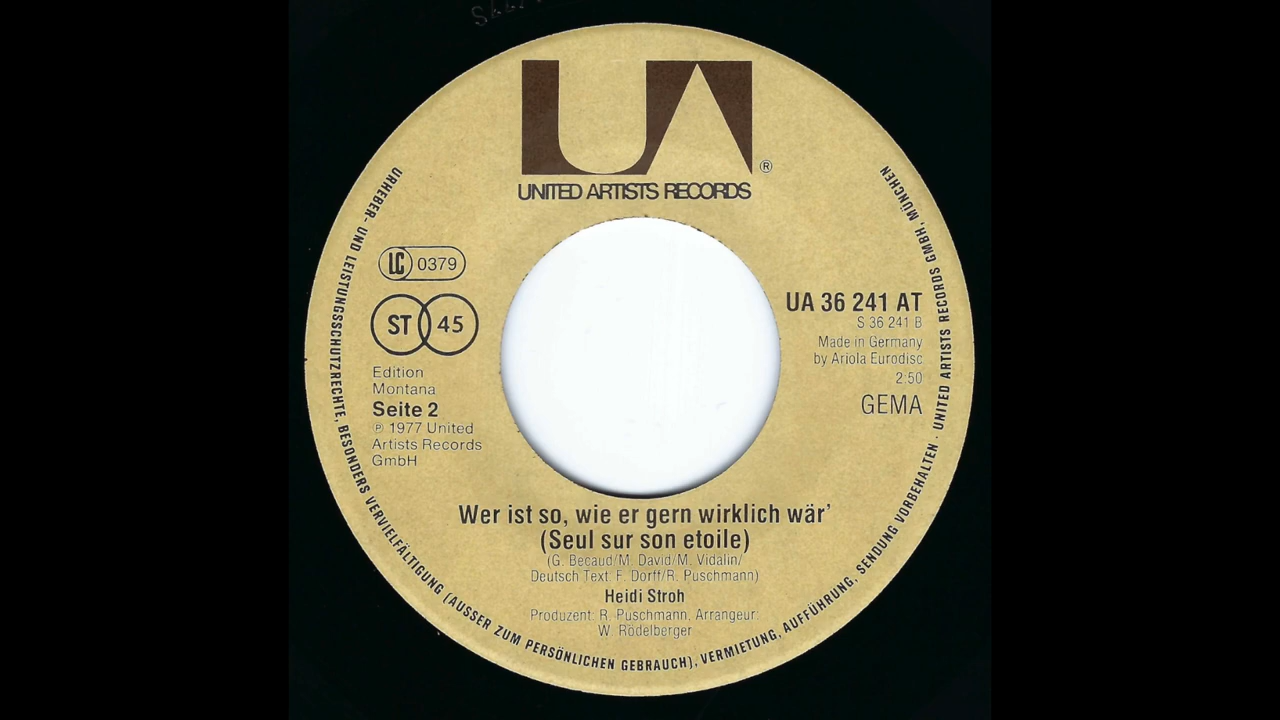 UA
®
UNITED ARTISTS RECORDS
URHEBER- UND LEISTUNGSSCHUTZRECHTE, BESONDERS VERVIELFÄLTIGUNG (AUSSER ZUM PERSÖNLICHEN GEBRAUCH), VERMIETUNG, AUFFÜHRUNG, SENDUNG VORBEHALTEN · UNITED ARTISTS RECORDS GMBH, MÜNCHEN
LC 0379
ST 45
Edition
Montana
Seite 2
℗ 1977 United
Artists Records
GmbH
UA 36 241 AT
S 36 241 B
Made in Germany
by Ariola Eurodisc
2:50
GEMA
Wer ist so, wie er gern wirklich wär'
(Seul sur son etoile)
(G. Becaud/M. David/M. Vidalin/
Deutsch Text: F. Dorff/R. Puschmann)
Heidi Stroh
Produzent: R. Puschmann, Arrangeur:
W. Rödelberger